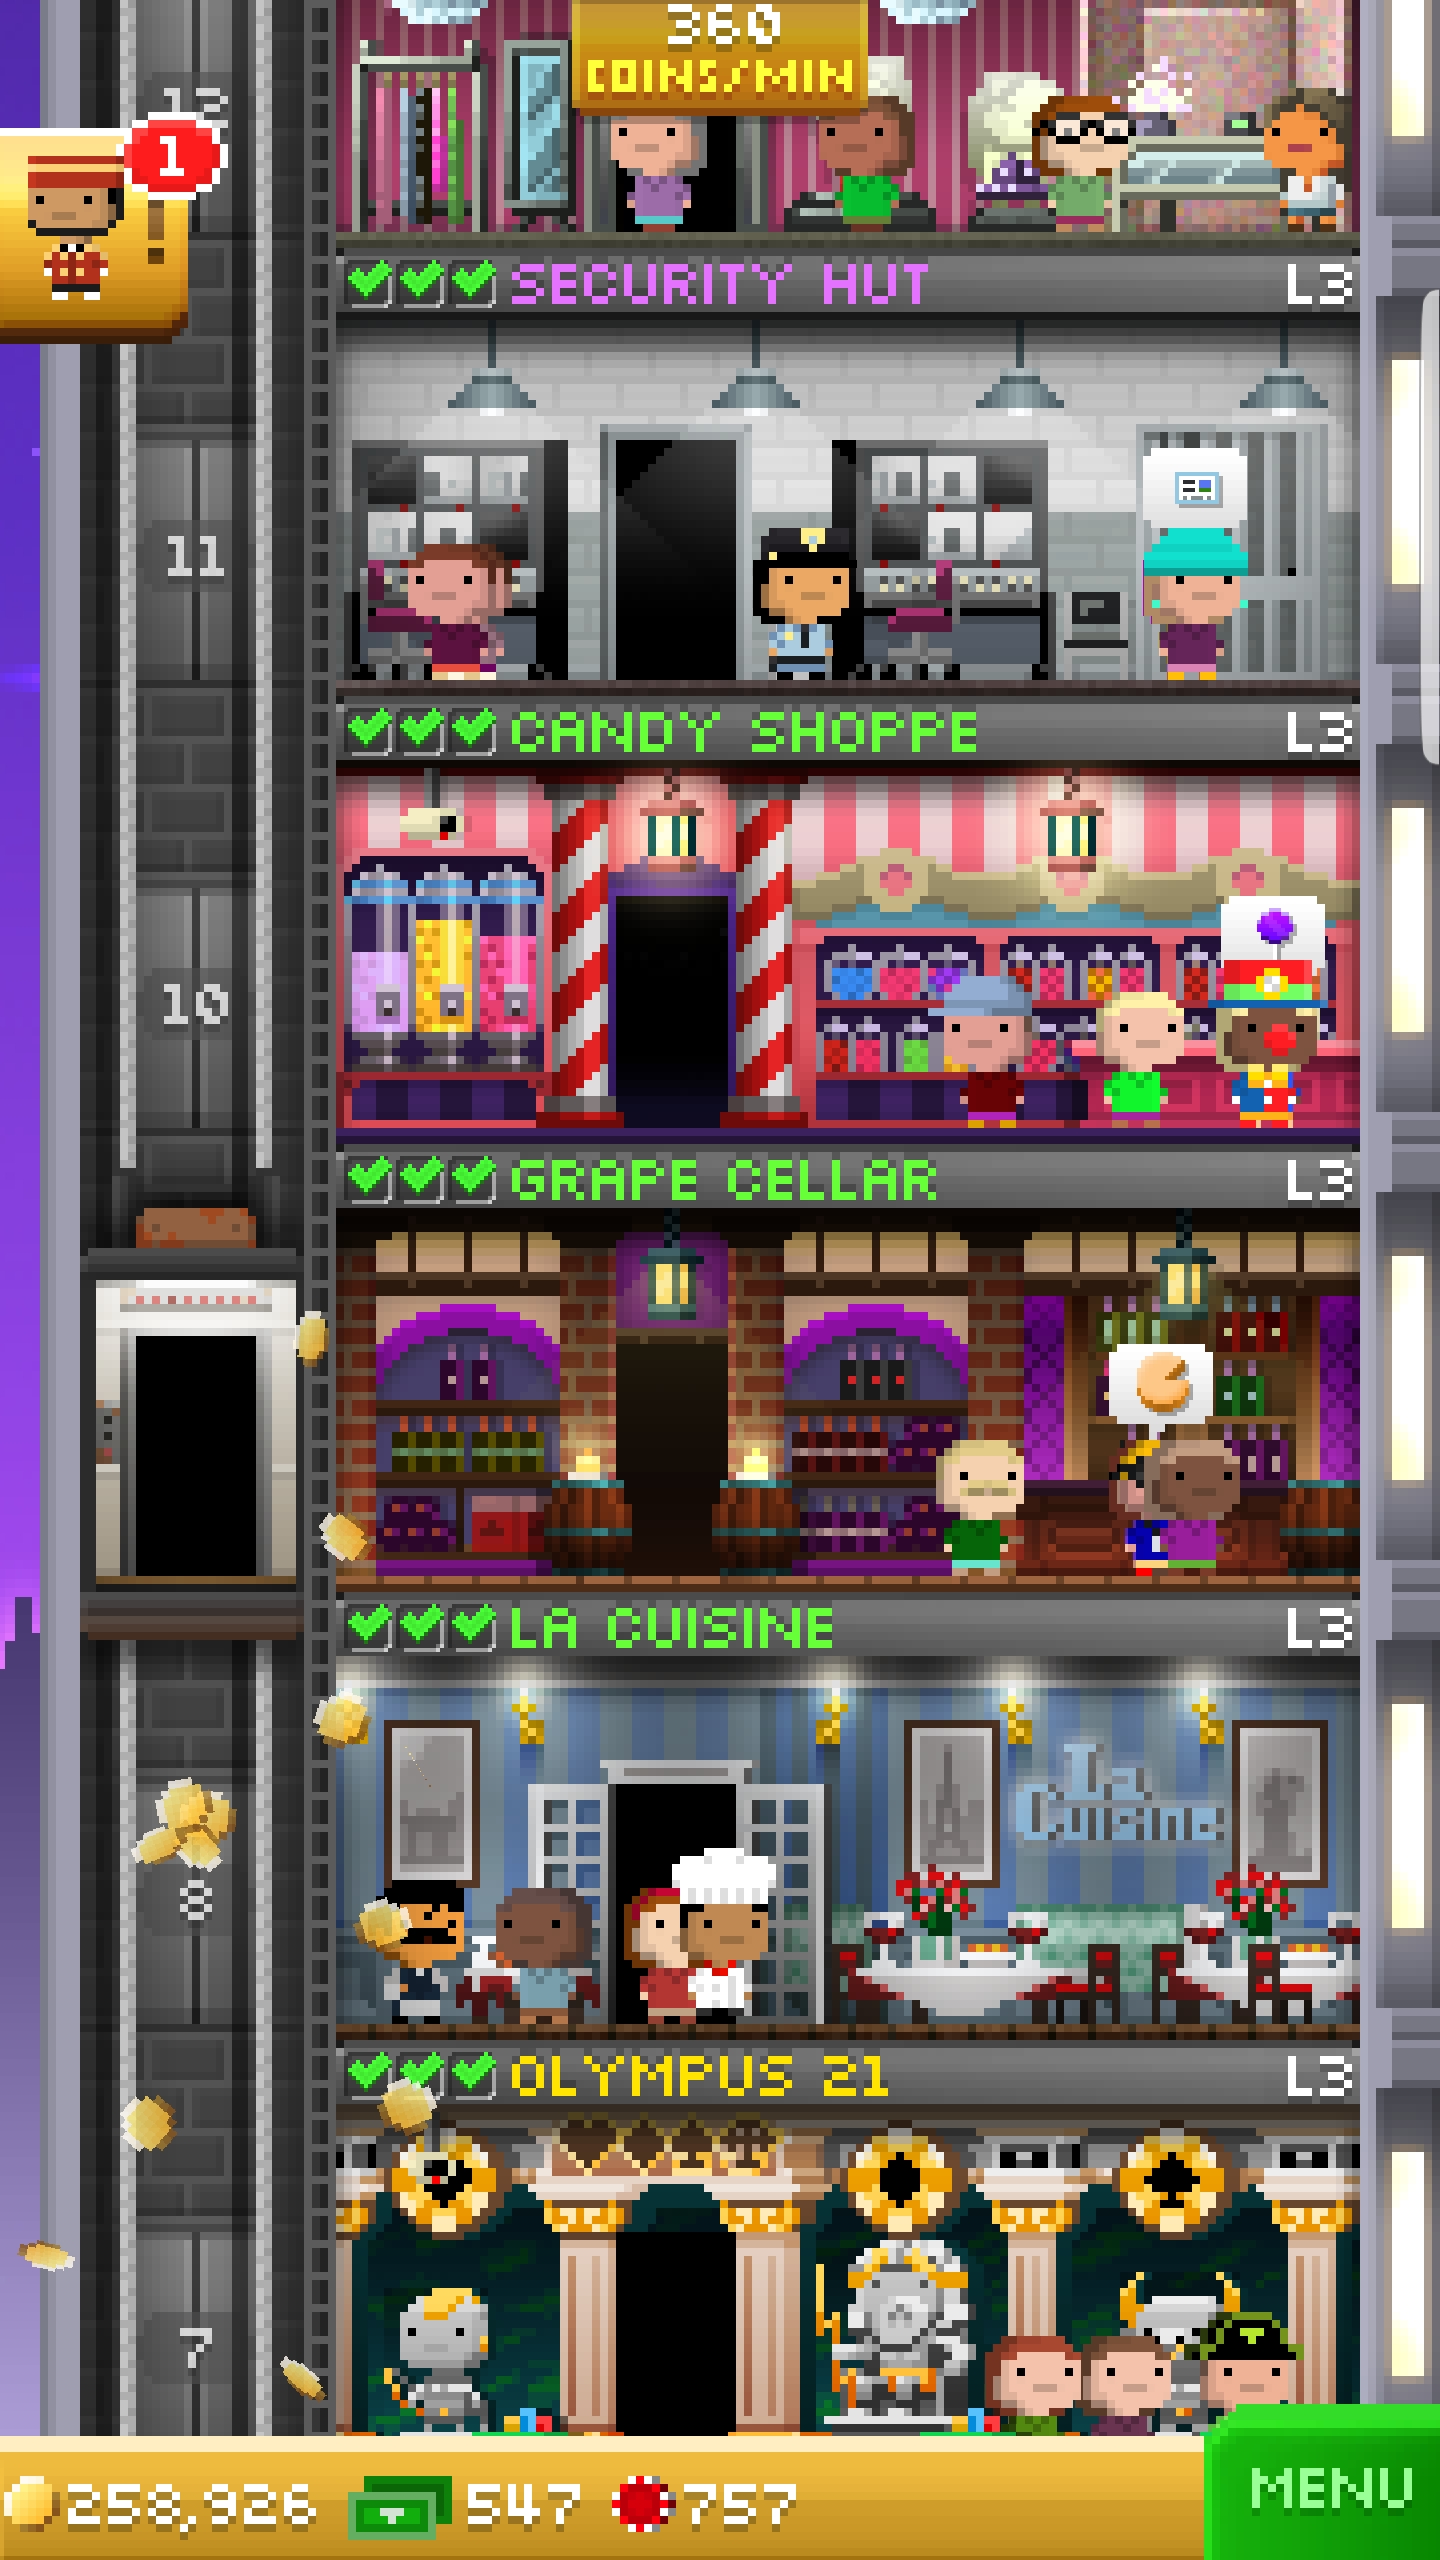 360
COINS/MIN
12
1
SECURITY HUT L3
11
CANDY SHOPPE L3
10
GRAPE CELLAR L3
LA CUISINE L3
La
Cuisine
8
OLYMPUS 21 L3
7
258,926 547 757
MENU